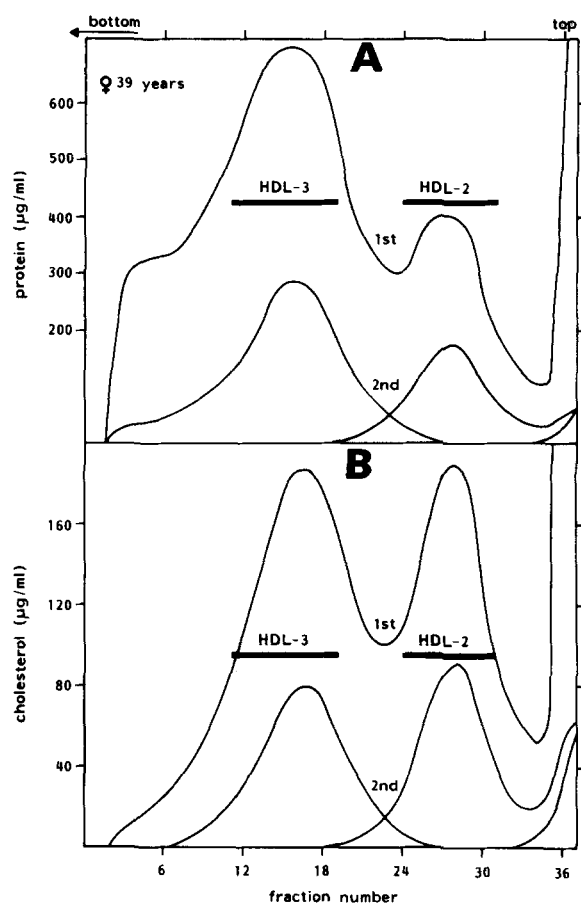 bottom
top
A
♀ 39 years
600
500
400
300
200
protein (µg/ml)
HDL-3
HDL-2
1st
2nd
B
160
120
80
40
cholesterol (µg/ml)
1st
HDL-3
HDL-2
2nd
6 12 18 24 30 36
fraction number